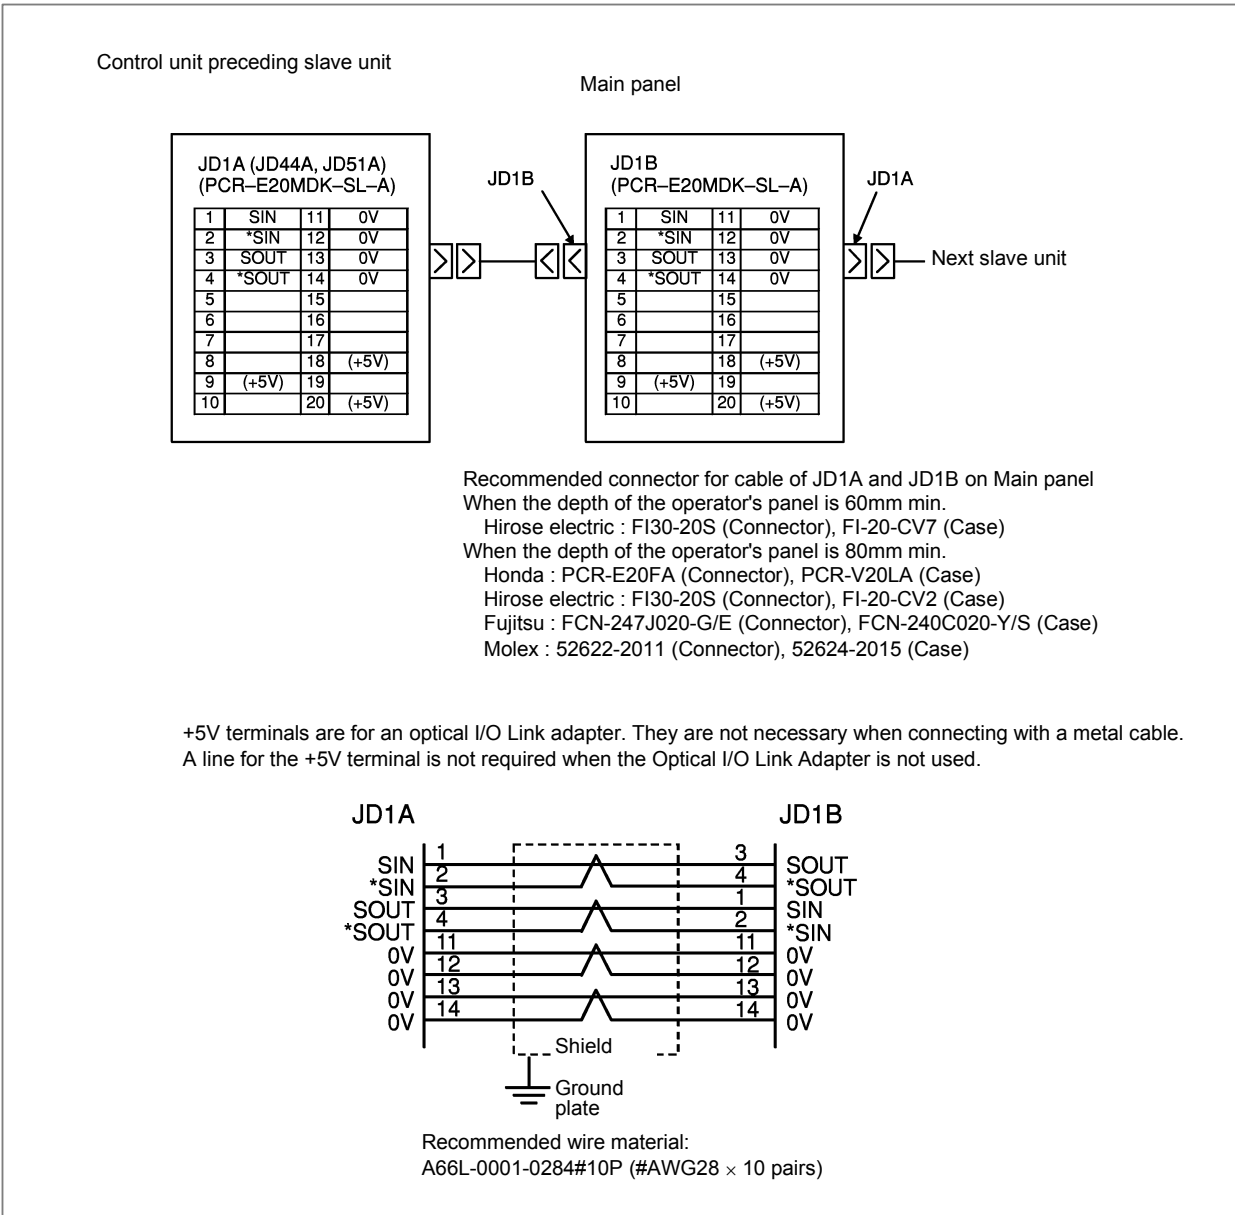 Control unit preceding slave unit
Main panel
JD1A (JD44A, JD51A)
(PCR–E20MDK–SL–A)
1 SIN 11 0V
2 *SIN 12 0V
3 SOUT 13 0V
4 *SOUT 14 0V
5 15
6 16
7 17
8 18 (+5V)
9 (+5V) 19
10 20 (+5V)
JD1B
JD1B
(PCR–E20MDK–SL–A)
1 SIN 11 0V
2 *SIN 12 0V
3 SOUT 13 0V
4 *SOUT 14 0V
5 15
6 16
7 17
8 18 (+5V)
9 (+5V) 19
10 20 (+5V)
JD1A
Next slave unit
Recommended connector for cable of JD1A and JD1B on Main panel
When the depth of the operator's panel is 60mm min.
Hirose electric : FI30-20S (Connector), FI-20-CV7 (Case)
When the depth of the operator's panel is 80mm min.
Honda : PCR-E20FA (Connector), PCR-V20LA (Case)
Hirose electric : FI30-20S (Connector), FI-20-CV2 (Case)
Fujitsu : FCN-247J020-G/E (Connector), FCN-240C020-Y/S (Case)
Molex : 52622-2011 (Connector), 52624-2015 (Case)
+5V terminals are for an optical I/O Link adapter. They are not necessary when connecting with a metal cable.
A line for the +5V terminal is not required when the Optical I/O Link Adapter is not used.
JD1A JD1B
SIN 1 3 SOUT
*SIN 2 4 *SOUT
SOUT 3 1 SIN
*SOUT 4 2 *SIN
0V 11 11 0V
0V 12 12 0V
0V 13 13 0V
0V 14 14 0V
Shield
Ground
plate
Recommended wire material:
A66L-0001-0284#10P (#AWG28 × 10 pairs)